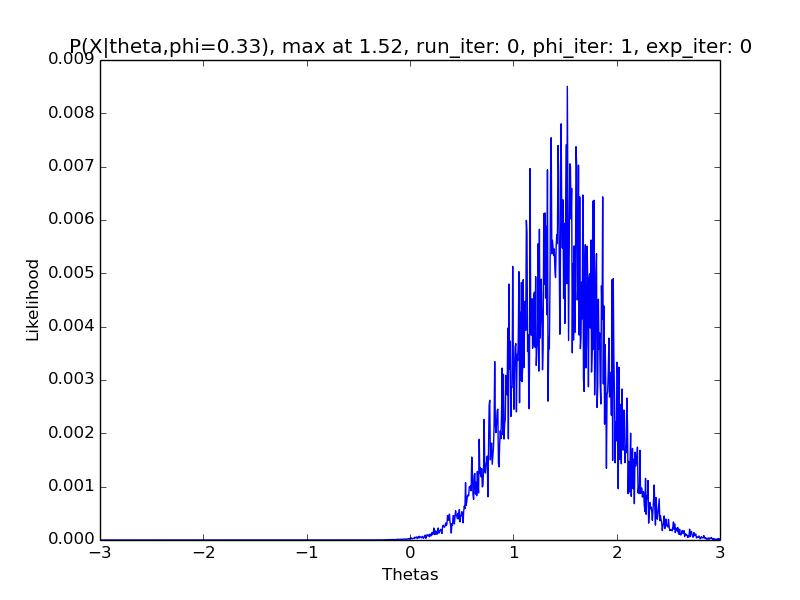 P(X|theta,phi=0.33), max at 1.52, run_iter: 0, phi_iter: 1, exp_iter: 0
0.009
0.008
0.007
0.006
0.005
0.004
0.003
0.002
0.001
0.000
Likelihood
−3 −2 −1 0 1 2 3
Thetas